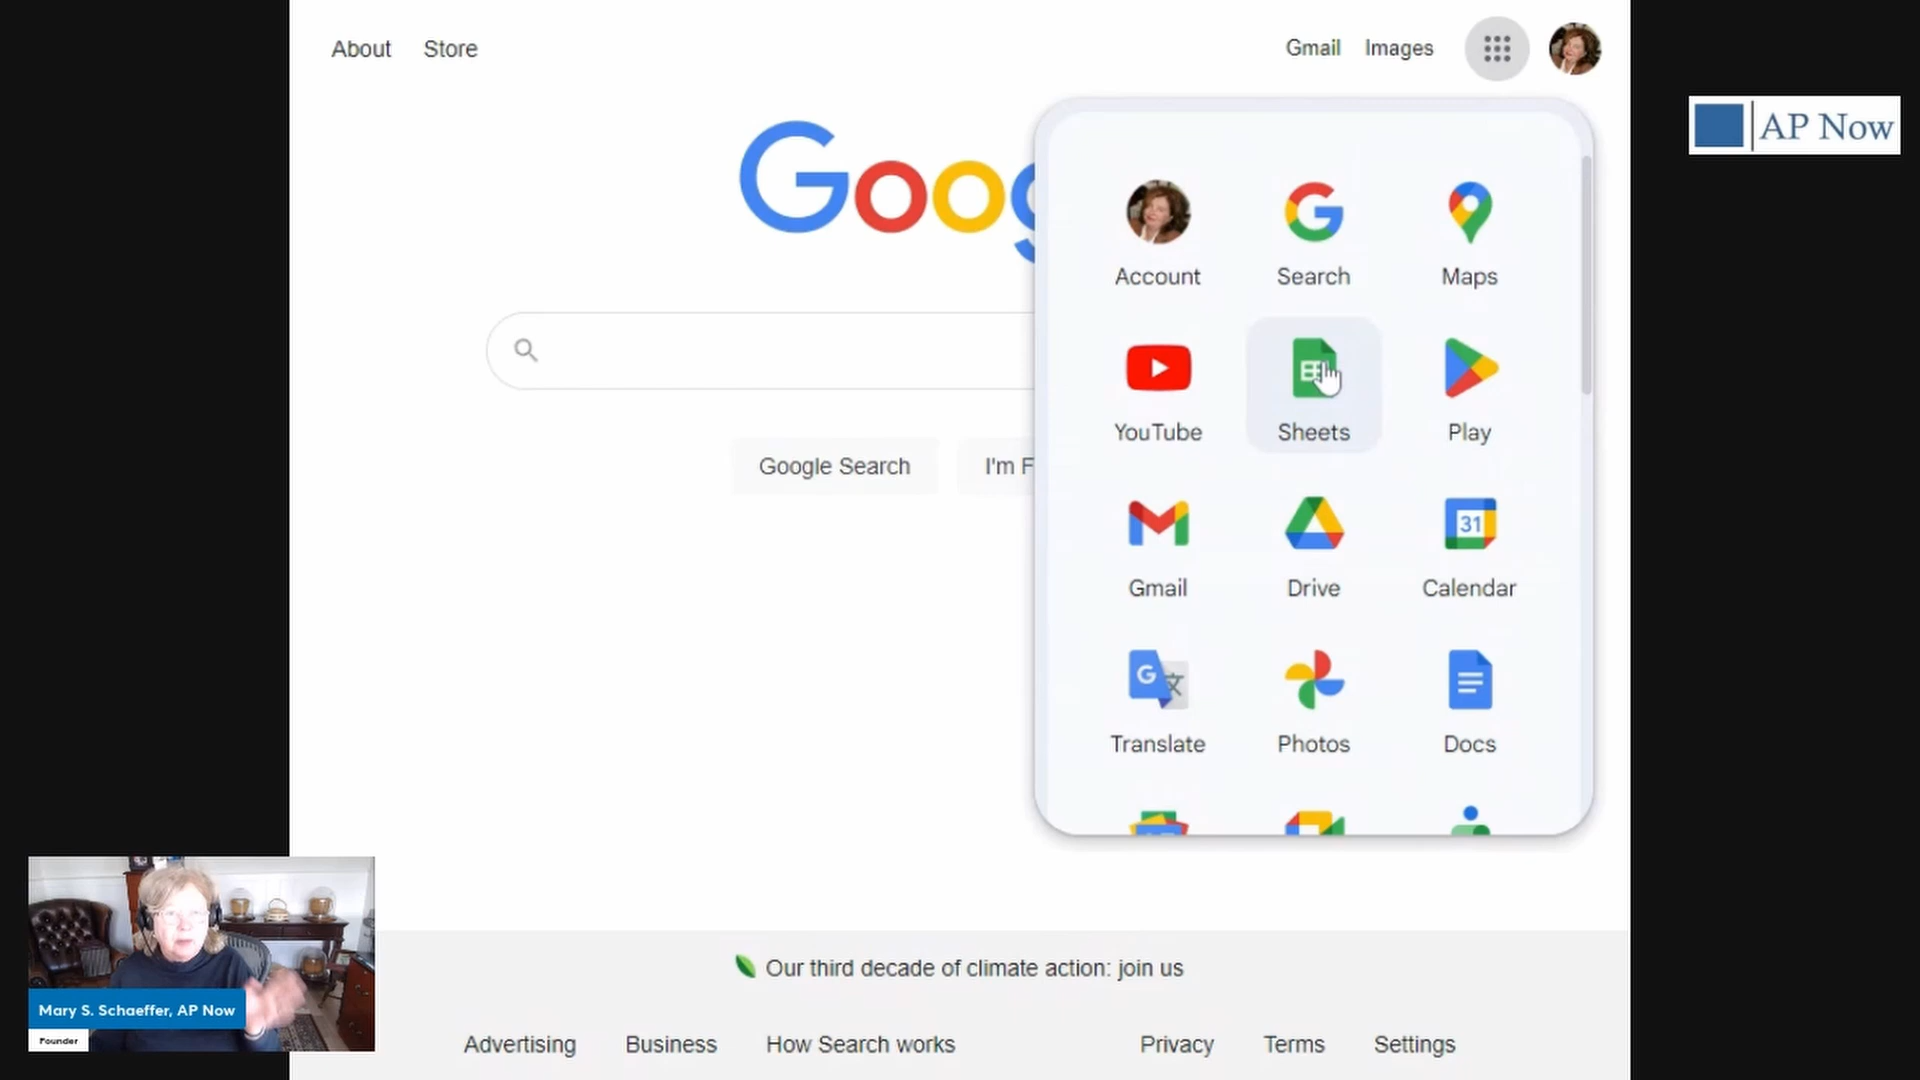 About Store
Gmail Images
AP Now
Goog
Account Search Maps
YouTube Sheets Play
Google Search I'm F
31
Gmail Drive Calendar
G 文
Translate Photos Docs
Our third decade of climate action: join us
Mary S. Schaeffer, AP Now
Founder
Advertising Business How Search works Privacy Terms Settings